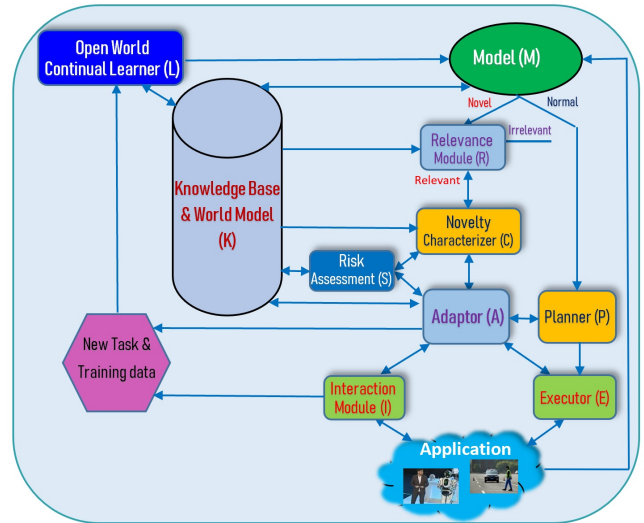 Open World
Continual Learner (L)
Model (M)
Novel
Normal
Relevance
Module (R)
Irrelevant
Relevant
Knowledge Base
& World Model
(K)
Novelty
Characterizer (C)
Risk
Assessment (S)
Adaptor (A)
Planner (P)
New Task &
Training data
Interaction
Module (I)
Executor (E)
Application